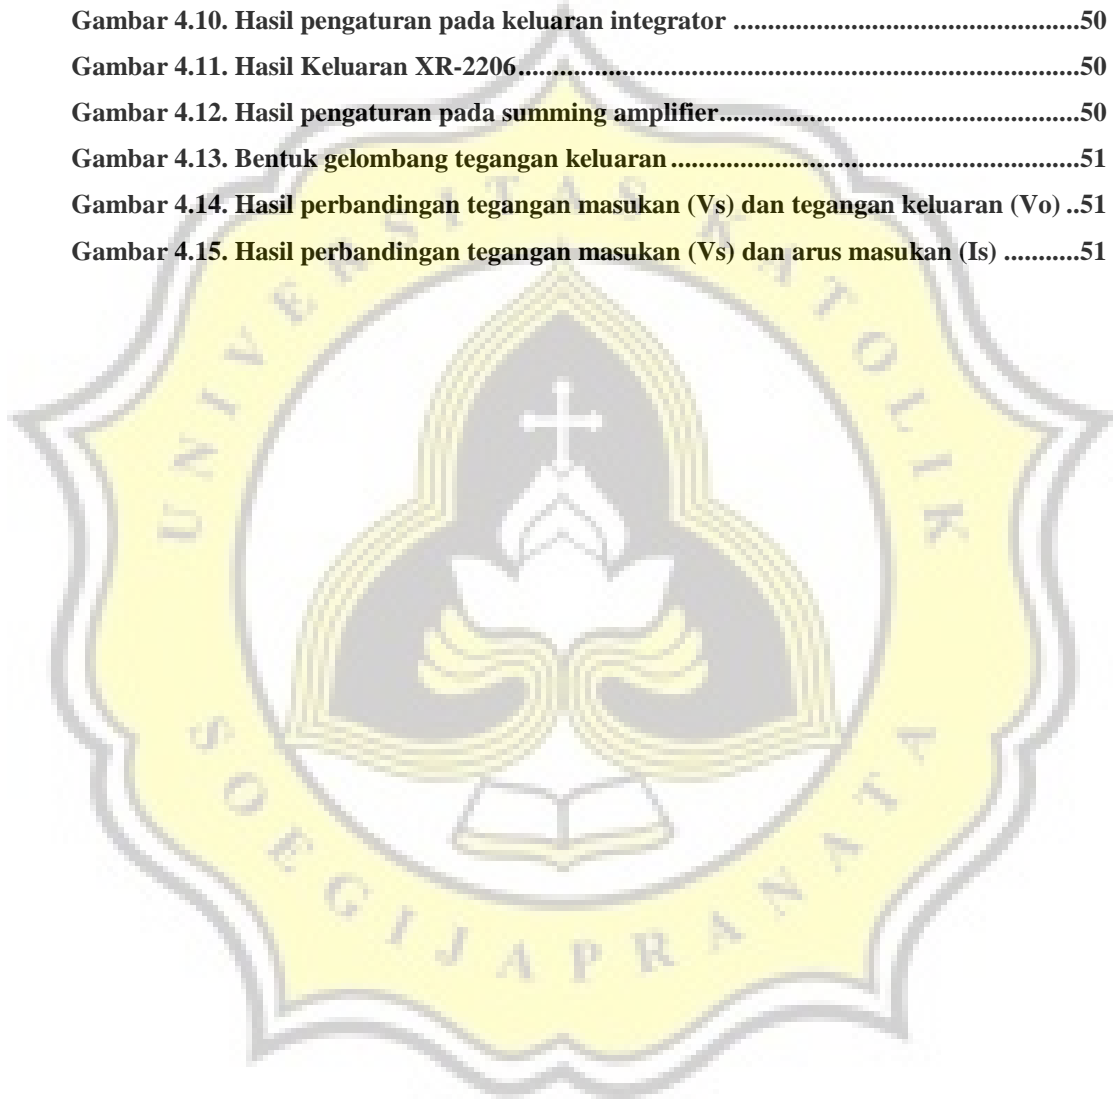 Gambar 4.10. Hasil pengaturan pada keluaran integrator ....................................................50
Gambar 4.11. Hasil Keluaran XR-2206....................................................................................50
Gambar 4.12. Hasil pengaturan pada summing amplifier......................................................50
Gambar 4.13. Bentuk gelombang tegangan keluaran.............................................................51
Gambar 4.14. Hasil perbandingan tegangan masukan (Vs) dan tegangan keluaran (Vo) ..51
Gambar 4.15. Hasil perbandingan tegangan masukan (Vs) dan arus masukan (Is) ...........51
UNIVERSITAS KATOLIK
SOEGIJAPRANATA